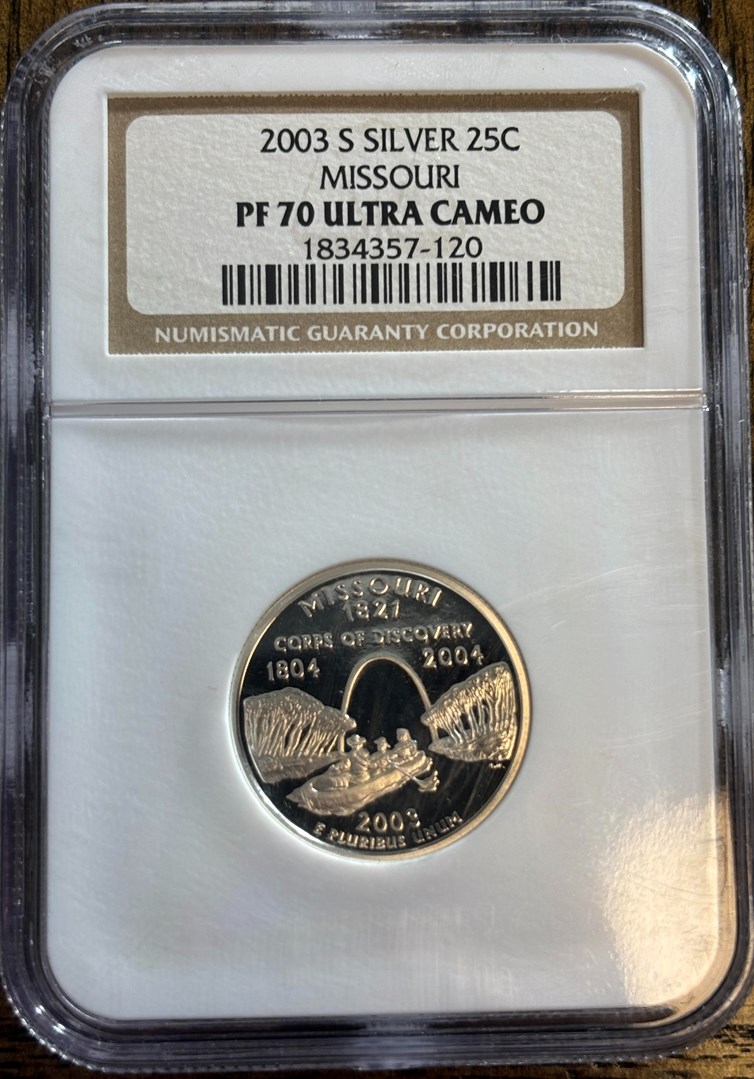 2003 S SILVER 25C
MISSOURI
PF 70 ULTRA CAMEO
1834357-120
NUMISMATIC GUARANTY CORPORATION
MISSOURI
1821
CORPS OF DISCOVERY
1804 2004
2003
E PLURIBUS UNUM